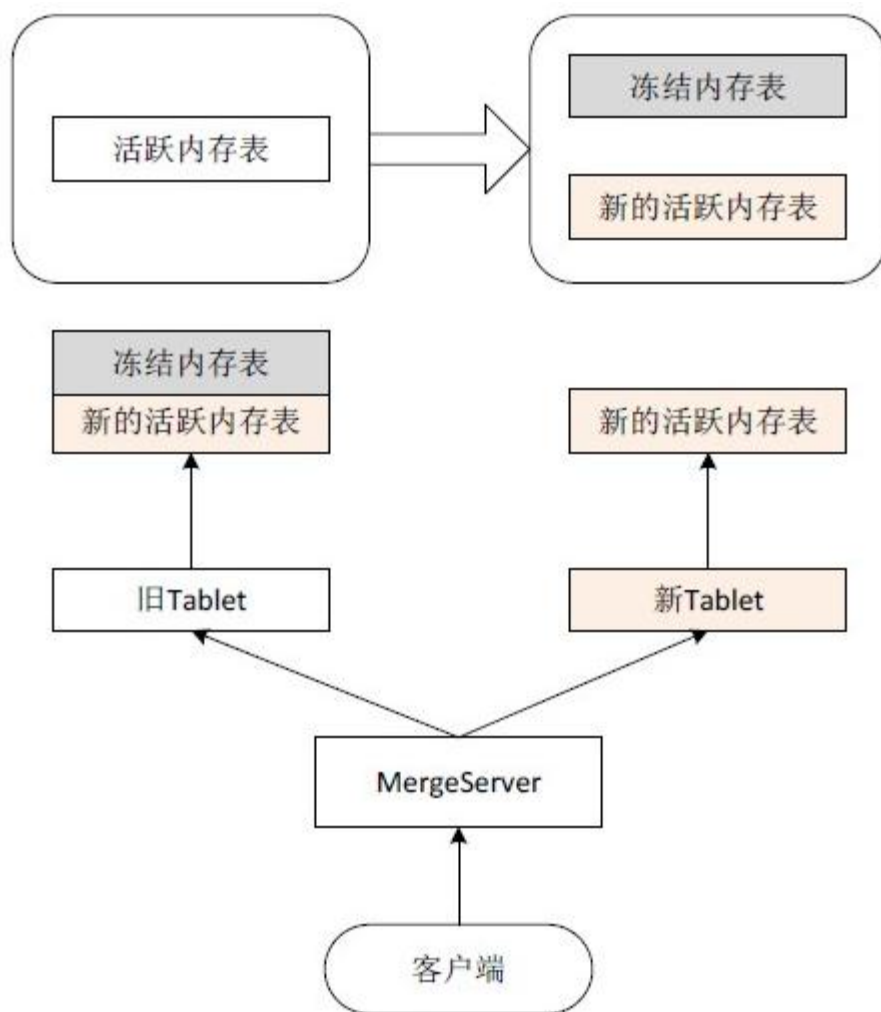 活跃内存表
冻结内存表
新的活跃内存表
冻结内存表
新的活跃内存表
新的活跃内存表
旧Tablet
新Tablet
MergeServer
客户端